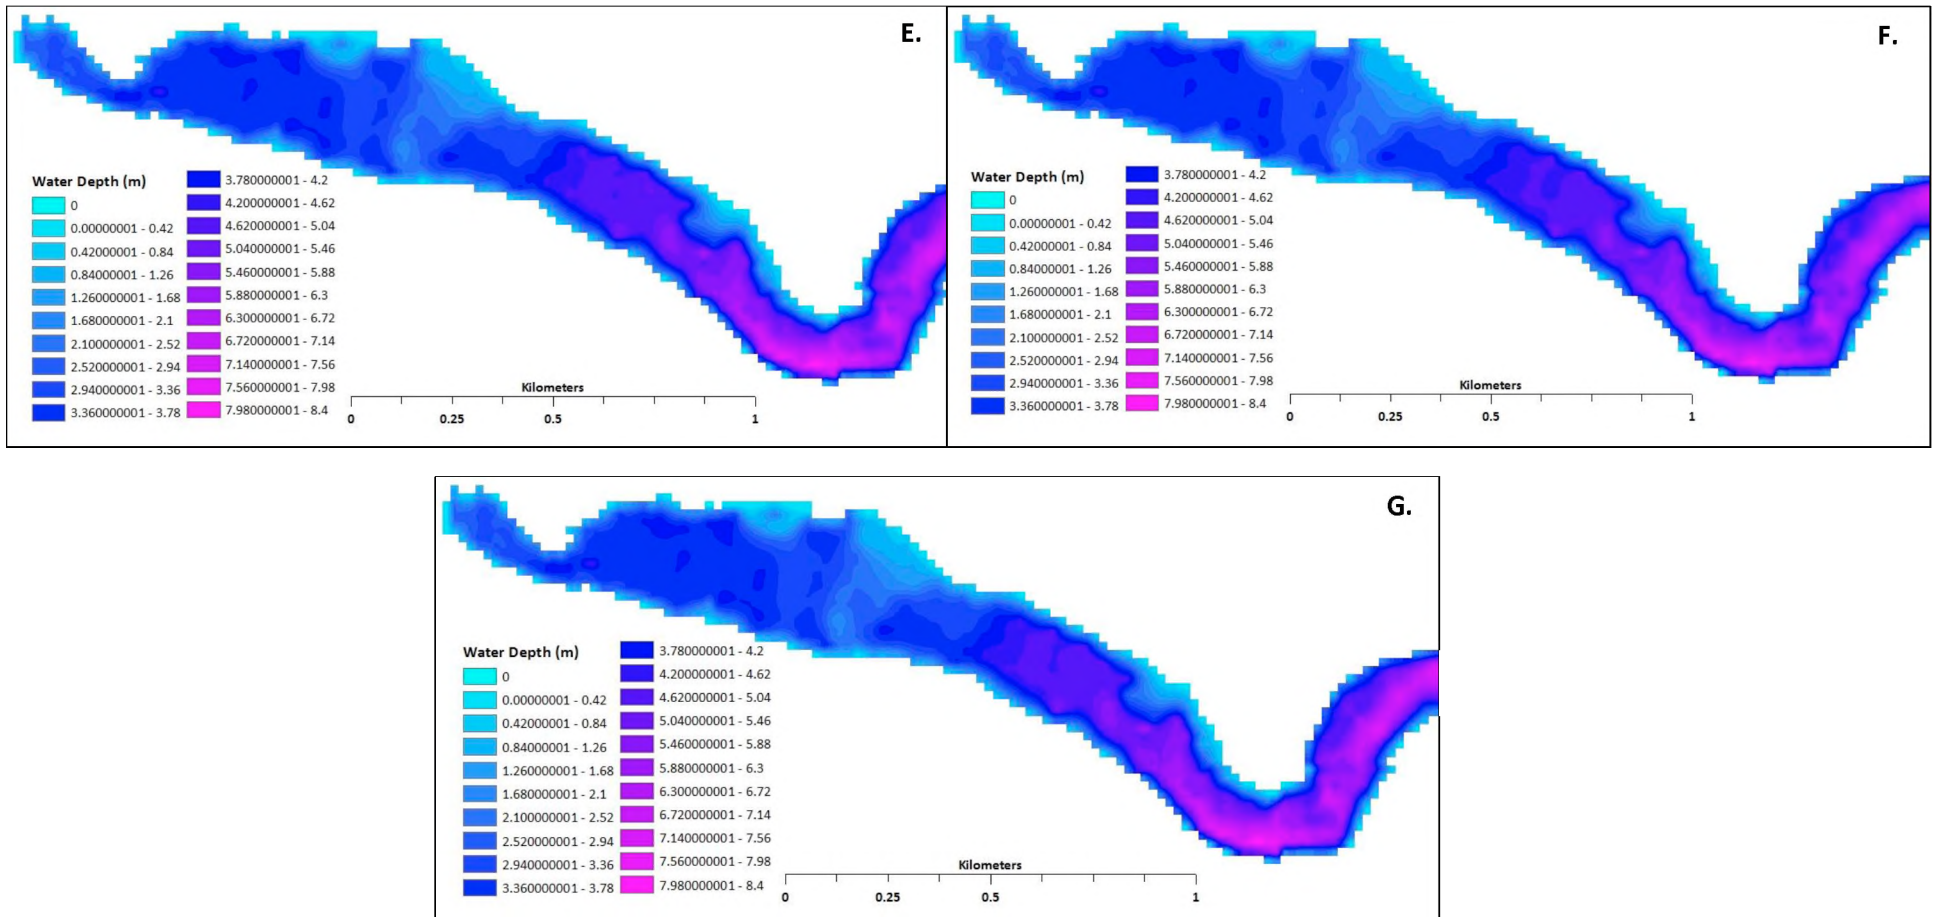 E.
Water Depth (m)
0
0.00000001 - 0.42
0.42000001 - 0.84
0.84000001 - 1.26
1.260000001 - 1.68
1.680000001 - 2.1
2.100000001 - 2.52
2.520000001 - 2.94
2.940000001 - 3.36
3.360000001 - 3.78
3.780000001 - 4.2
4.200000001 - 4.62
4.620000001 - 5.04
5.040000001 - 5.46
5.460000001 - 5.88
5.880000001 - 6.3
6.300000001 - 6.72
6.720000001 - 7.14
7.140000001 - 7.56
7.560000001 - 7.98
7.980000001 - 8.4
Kilometers
0 0.25 0.5 1
F.
Water Depth (m)
0
0.00000001 - 0.42
0.42000001 - 0.84
0.84000001 - 1.26
1.260000001 - 1.68
1.680000001 - 2.1
2.100000001 - 2.52
2.520000001 - 2.94
2.940000001 - 3.36
3.360000001 - 3.78
3.780000001 - 4.2
4.200000001 - 4.62
4.620000001 - 5.04
5.040000001 - 5.46
5.460000001 - 5.88
5.880000001 - 6.3
6.300000001 - 6.72
6.720000001 - 7.14
7.140000001 - 7.56
7.560000001 - 7.98
7.980000001 - 8.4
Kilometers
0 0.25 0.5 1
G.
Water Depth (m)
0
0.00000001 - 0.42
0.42000001 - 0.84
0.84000001 - 1.26
1.260000001 - 1.68
1.680000001 - 2.1
2.100000001 - 2.52
2.520000001 - 2.94
2.940000001 - 3.36
3.360000001 - 3.78
3.780000001 - 4.2
4.200000001 - 4.62
4.620000001 - 5.04
5.040000001 - 5.46
5.460000001 - 5.88
5.880000001 - 6.3
6.300000001 - 6.72
6.720000001 - 7.14
7.140000001 - 7.56
7.560000001 - 7.98
7.980000001 - 8.4
Kilometers
0 0.25 0.5 1